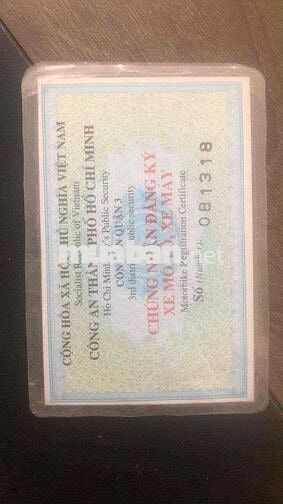 CỘNG HÒA XÃ HỘI CHỦ NGHĨA VIỆT NAM
Socialist Republic of Vietnam
CÔNG AN THÀNH PHỐ HỒ CHÍ MINH
Ho Chi Minh City's Public Security
CÔNG AN QUẬN 3
3rd district public security
CHỨNG NHẬN ĐĂNG KÝ
XE MÔ TÔ, XE MÁY
Motorbike Registration Certificate
Số (Number): 081318